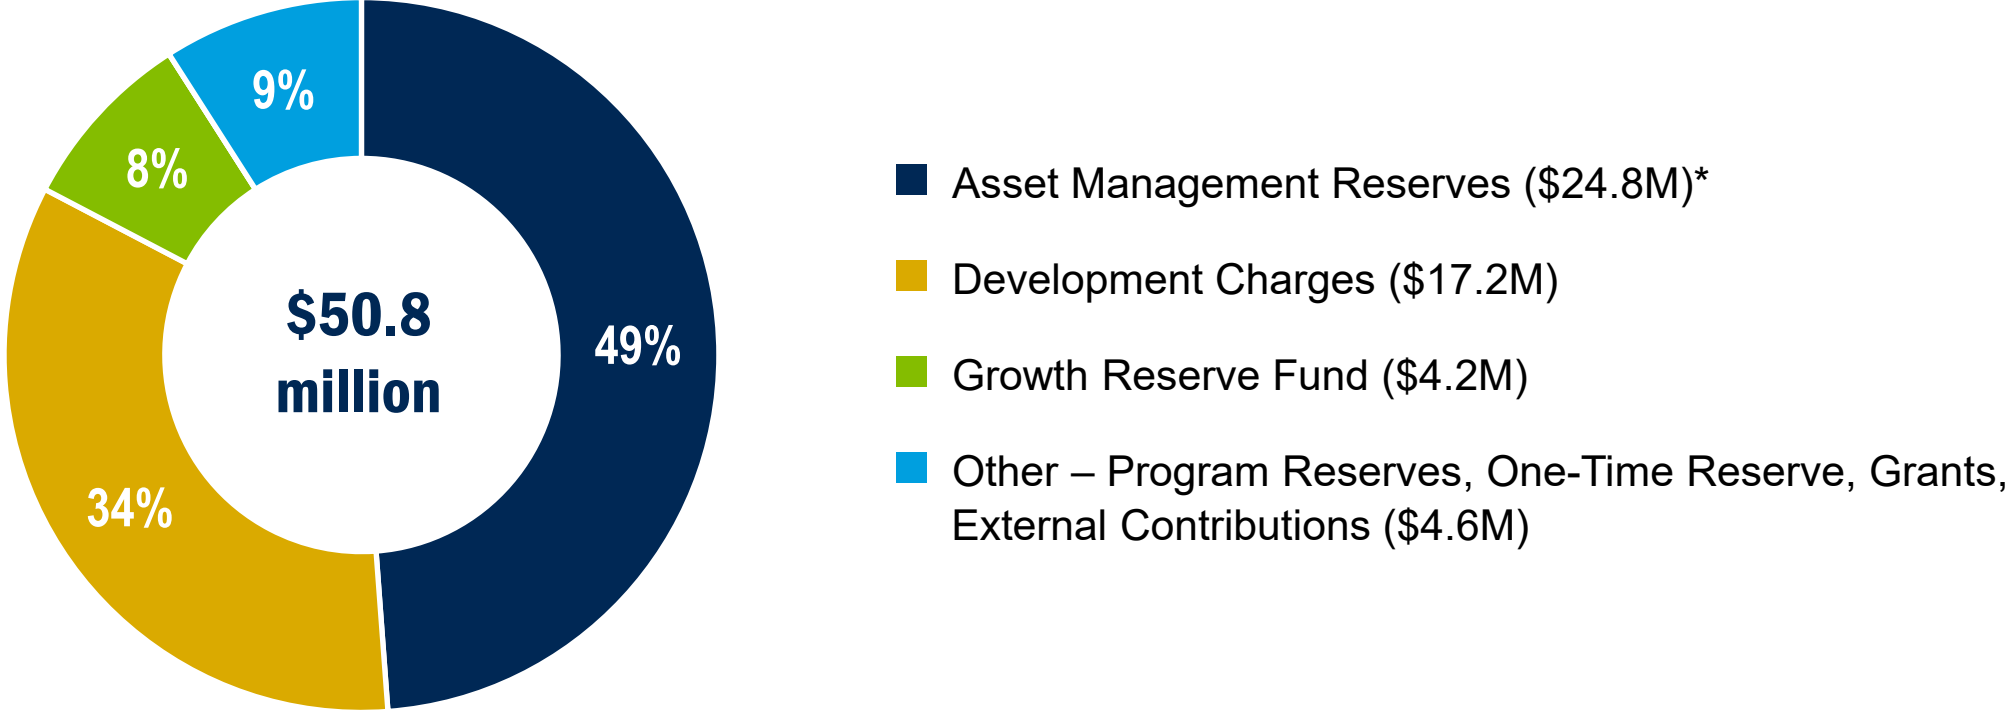 9%
8%
$50.8
million
49%
34%
Asset Management Reserves ($24.8M)*
Development Charges ($17.2M)
Growth Reserve Fund ($4.2M)
Other – Program Reserves, One-Time Reserve, Grants,
External Contributions ($4.6M)